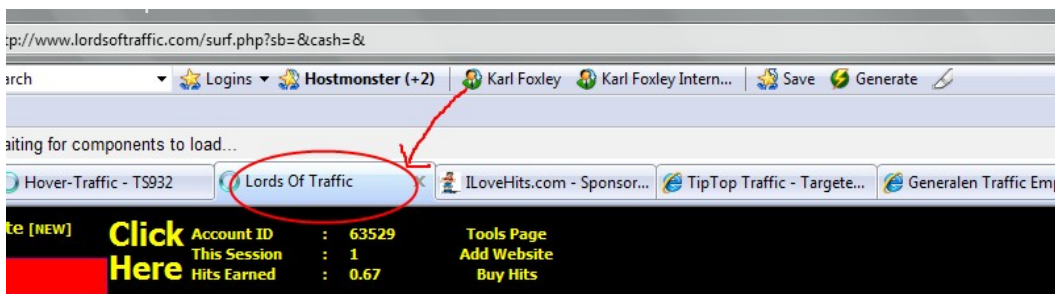 tp://www.lordsoftraffic.com/surf.php?sb=&cash=&
arch Logins Hostmonster (+2) Karl Foxley Karl Foxley Intern... Save Generate
aiting for components to load...
Hover-Traffic - TS932 Lords Of Traffic x ILoveHits.com - Sponsor... TipTop Traffic - Targete... Generalen Traffic Emp
te [NEW] Click Here Account ID : 63529 Tools Page
This Session : 1 Add Website
Hits Earned : 0.67 Buy Hits